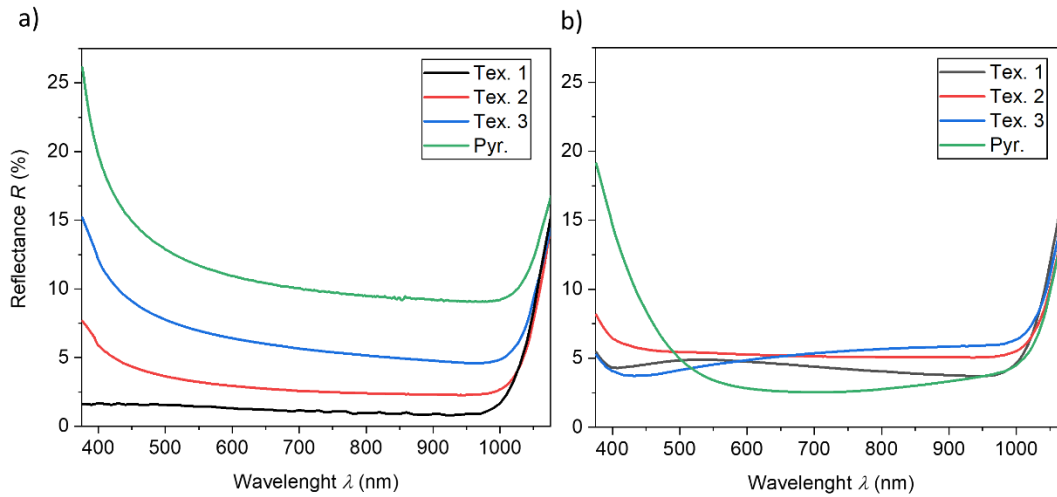 a)
Tex. 1
Tex. 2
Tex. 3
Pyr.
Reflectance R (%)
25
20
15
10
5
0
400 500 600 700 800 900 1000
Wavelenght λ (nm)
b)
Tex. 1
Tex. 2
Tex. 3
Pyr.
25
20
15
10
5
0
400 500 600 700 800 900 1000
Wavelenght λ (nm)